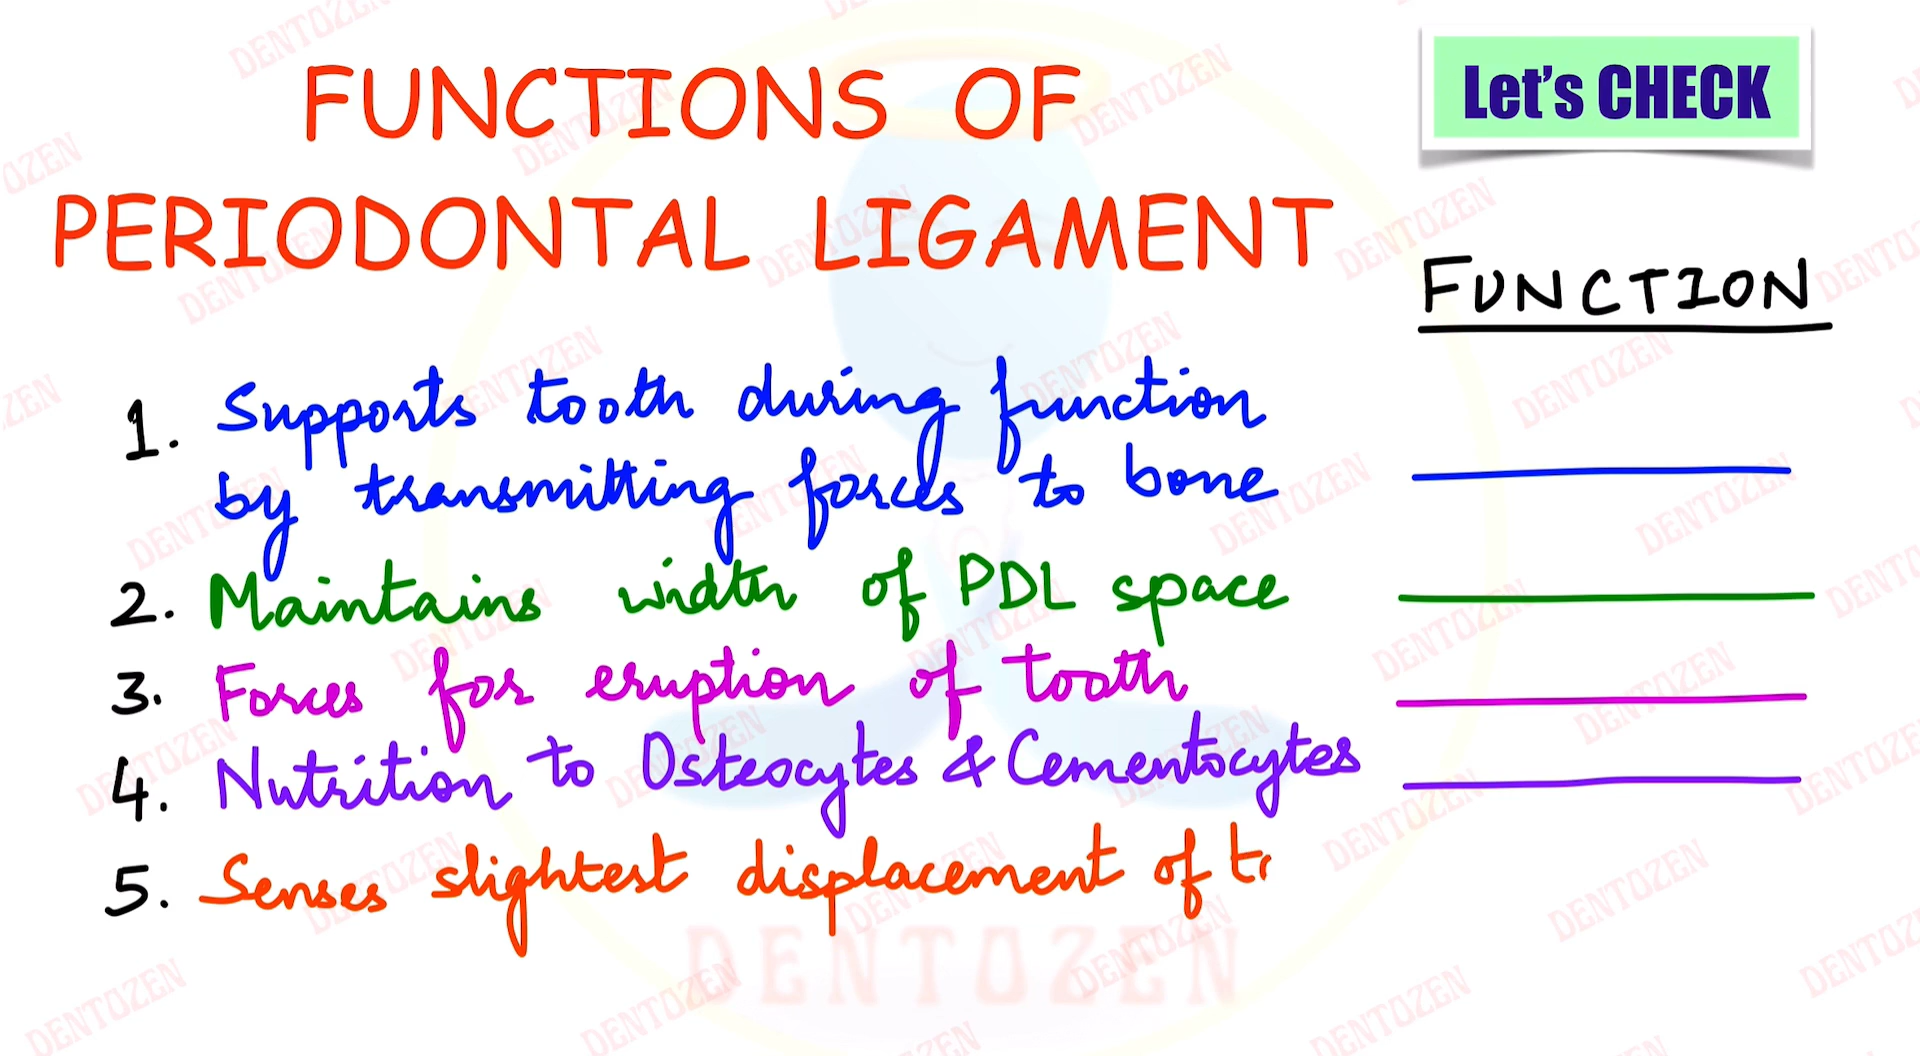 FUNCTIONS OF
PERIODONTAL LIGAMENT
Let's CHECK
FUNCTION
1. Supports tooth during function
by transmitting forces to bone
2. Maintains width of PDL space
3. Forces for eruption of tooth
4. Nutrition to Osteocytes & Cementocytes
5. Senses slightest displacement of
DENTOZEN